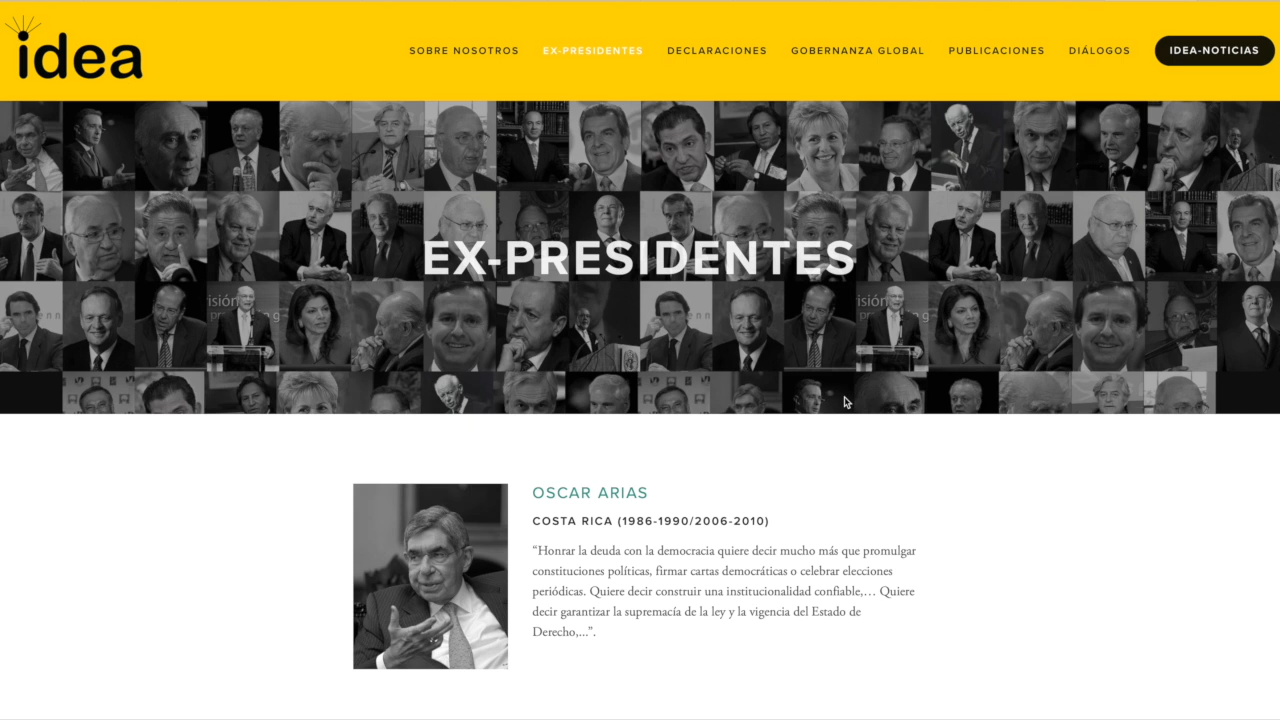 idea
SOBRE NOSOTROS EX-PRESIDENTES DECLARACIONES GOBERNANZA GLOBAL PUBLICACIONES DIÁLOGOS IDEA-NOTICIAS
EX-PRESIDENTES
OSCAR ARIAS
COSTA RICA (1986-1990/2006-2010)
“Honrar la deuda con la democracia quiere decir mucho más que promulgar
constituciones políticas, firmar cartas democráticas o celebrar elecciones
periódicas. Quiere decir construir una institucionalidad confiable,… Quiere
decir garantizar la supremacía de la ley y la vigencia del Estado de
Derecho,...”.